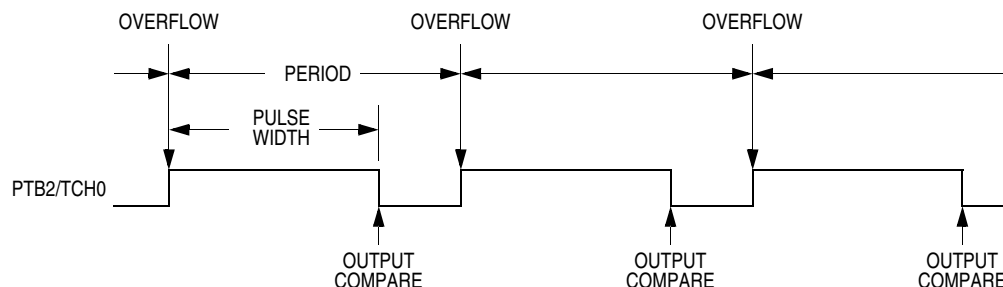 OVERFLOW OVERFLOW OVERFLOW
PERIOD
PULSE
WIDTH
PTB2/TCH0
OUTPUT OUTPUT OUTPUT
COMPARE COMPARE COMPARE